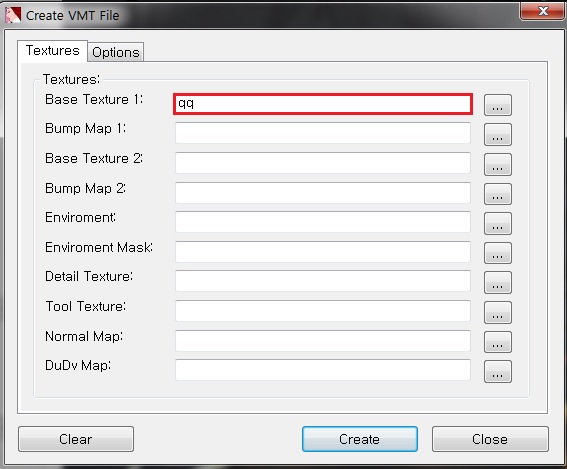 Create VMT File
Textures Options
Textures:
Base Texture 1: qq
Bump Map 1: ...
Base Texture 2: ...
Bump Map 2: ...
Enviroment: ...
Enviroment Mask: ...
Detail Texture: ...
Tool Texture: ...
Normal Map: ...
DuDv Map: ...
Clear Create Close